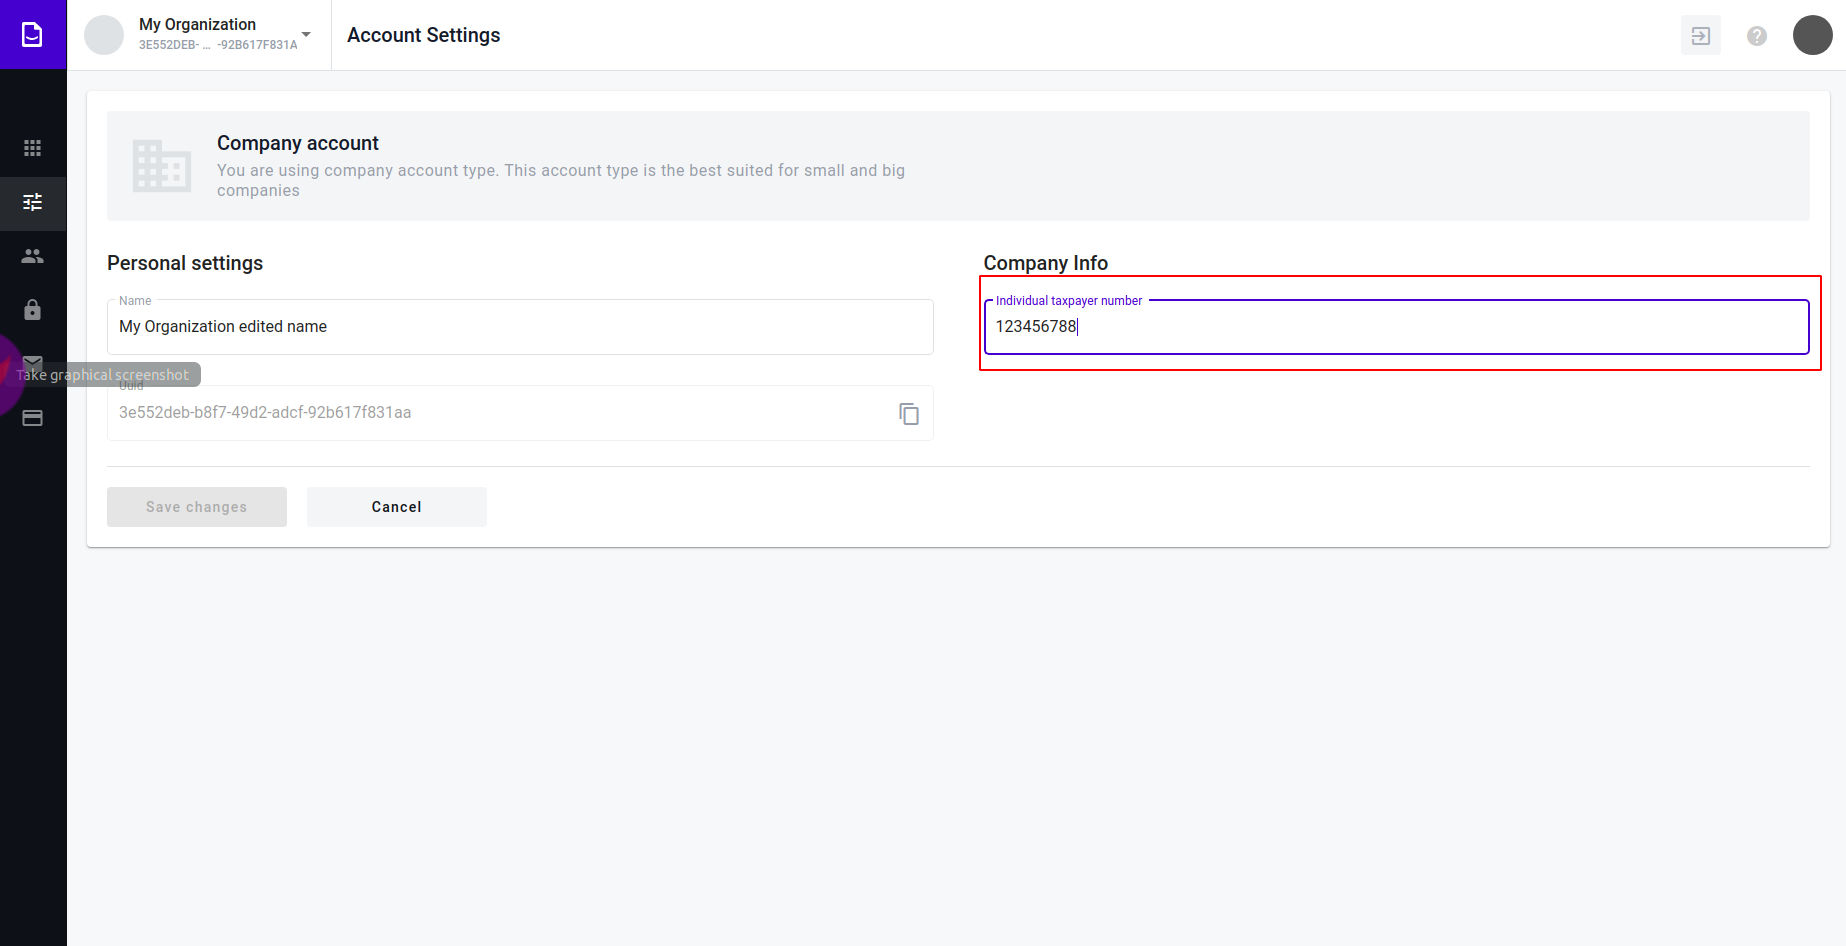 My Organization
3E552DEB- ... -92B617F831A
Account Settings
Company account
You are using company account type. This account type is the best suited for small and big
companies
Personal settings
Company Info
Name
My Organization edited name
Individual taxpayer number
123456788
Take graphical screenshot
Uuid
3e552deb-b8f7-49d2-adcf-92b617f831aa
Save changes
Cancel